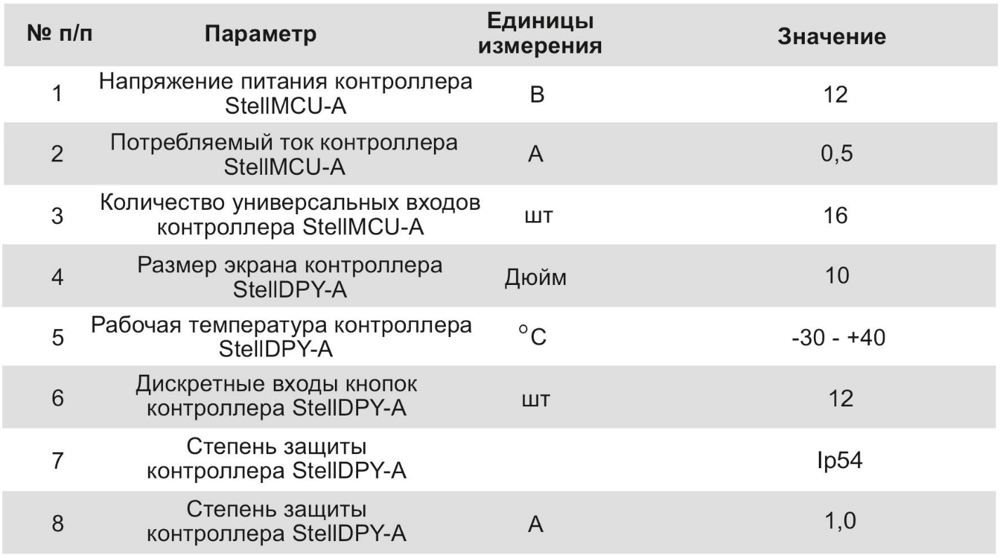 № п/п Параметр Единицы измерения Значение
1 Напряжение питания контроллера StellMCU-A В 12
2 Потребляемый ток контроллера StellMCU-A А 0,5
3 Количество универсальных входов контроллера StellMCU-A шт 16
4 Размер экрана контроллера StellDPY-A Дюйм 10
5 Рабочая температура контроллера StellDPY-A °C -30 - +40
6 Дискретные входы кнопок контроллера StellDPY-A шт 12
7 Степень защиты контроллера StellDPY-A Ip54
8 Степень защиты контроллера StellDPY-A А 1,0